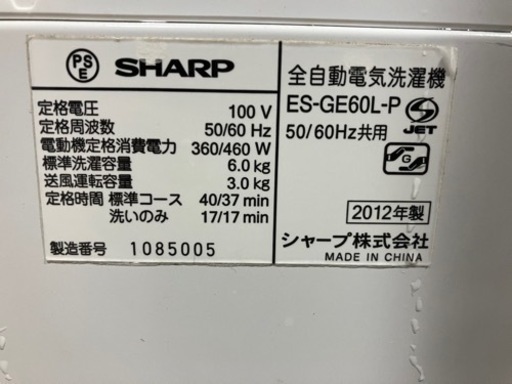 PS
E
SHARP
定格電圧 100 V
定格周波数 50/60 Hz
電動機定格消費電力 360/460 W
標準洗濯容量 6.0 kg
送風運転容量 3.0 kg
定格時間 標準コース 40/37 min
洗いのみ 17/17 min
製造番号 1085005
全自動電気洗濯機
ES-GE60L-P
S
JET
50/60Hz共用
G
2012年製
シャープ株式会社
MADE IN CHINA